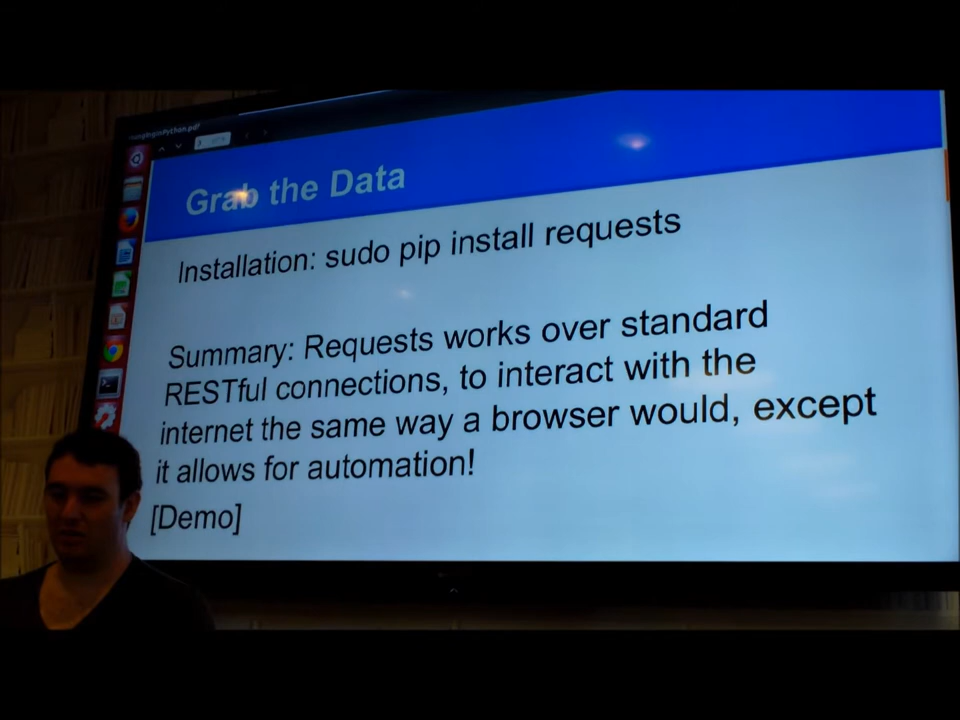 Grab the Data
Installation: sudo pip install requests
Summary: Requests works over standard
RESTful connections, to interact with the
internet the same way a browser would, except
it allows for automation!
[Demo]